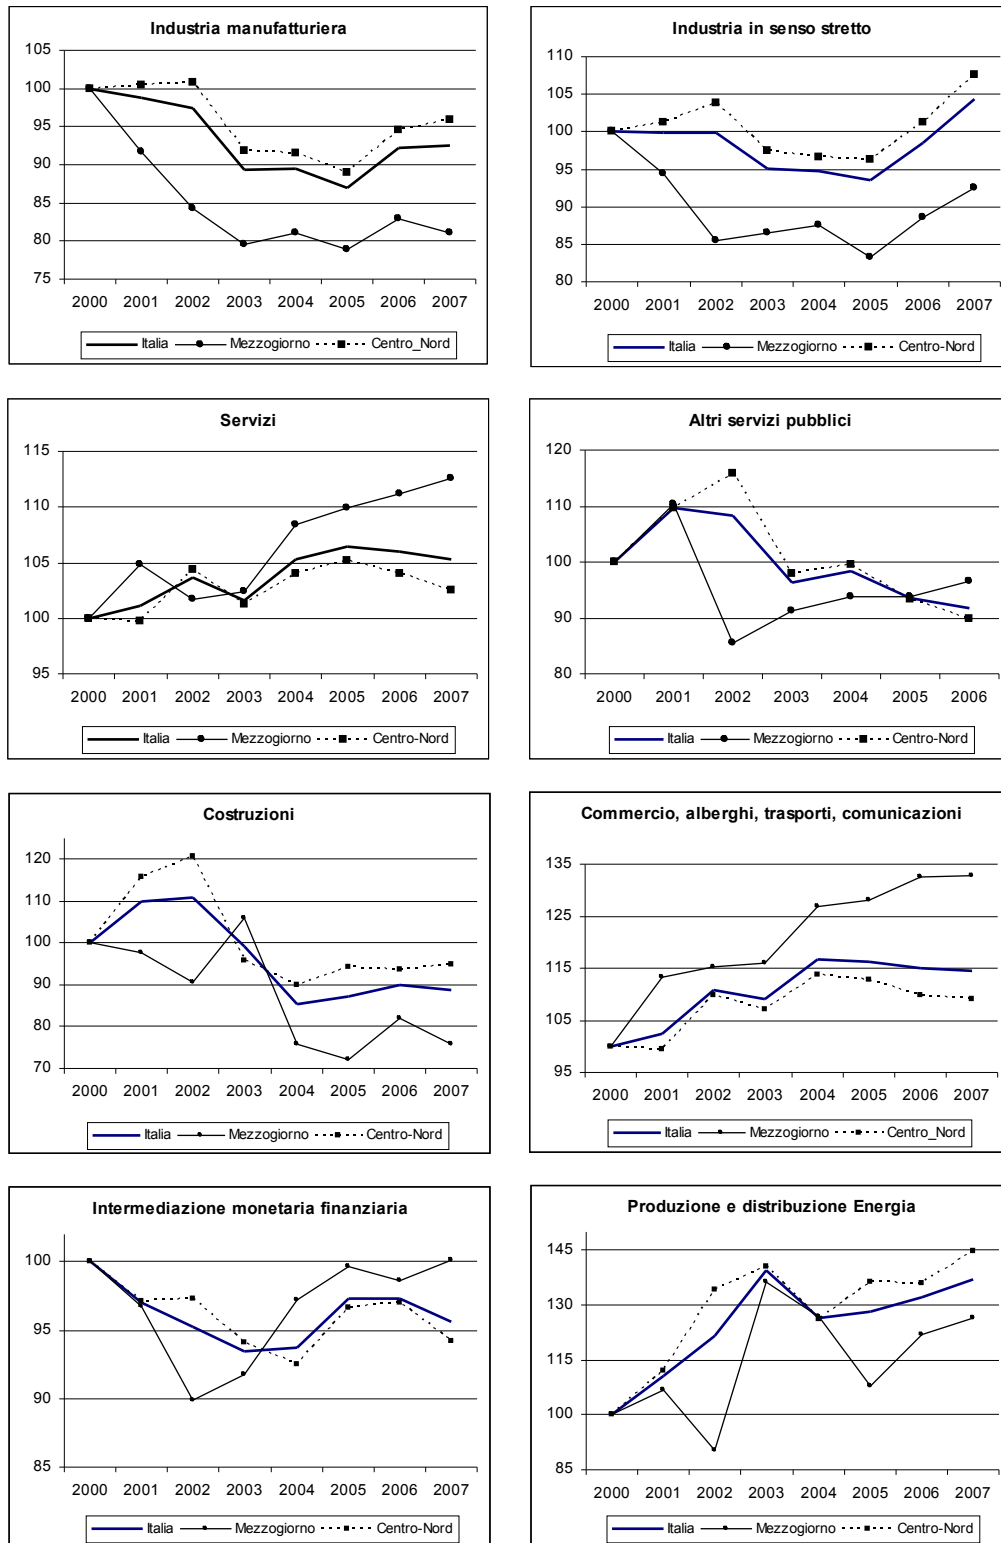 Industria manufatturiera
105
100
95
90
85
80
75
2000 2001 2002 2003 2004 2005 2006 2007
Italia Mezzogiorno Centro_Nord
Industria in senso stretto
110
105
100
95
90
85
80
2000 2001 2002 2003 2004 2005 2006 2007
Italia Mezzogiorno Centro-Nord
Servizi
115
110
105
100
95
2000 2001 2002 2003 2004 2005 2006 2007
Italia Mezzogiorno Centro-Nord
Altri servizi pubblici
120
110
100
90
80
2000 2001 2002 2003 2004 2005 2006
Italia Mezzogiorno Centro-Nord
Costruzioni
120
110
100
90
80
70
2000 2001 2002 2003 2004 2005 2006 2007
Italia Mezzogiorno Centro-Nord
Commercio, alberghi, trasporti, comunicazioni
135
125
115
105
95
2000 2001 2002 2003 2004 2005 2006 2007
Italia Mezzogiorno Centro_Nord
Intermediazione monetaria finanziaria
100
95
90
85
2000 2001 2002 2003 2004 2005 2006 2007
Italia Mezzogiorno Centro-Nord
Produzione e distribuzione Energia
145
130
115
100
85
2000 2001 2002 2003 2004 2005 2006 2007
Italia Mezzogiorno Centro-Nord